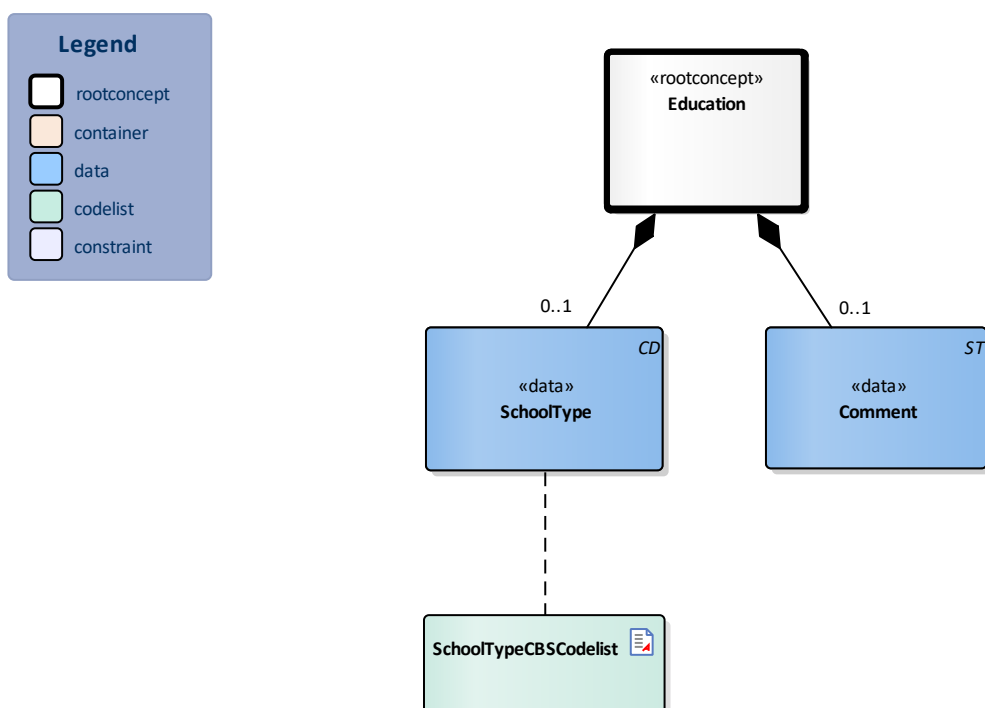 Legend
rootconcept
container
data
codelist
constraint
«rootconcept»
Education
0..1
0..1
CD
«data»
SchoolType
ST
«data»
Comment
SchoolTypeCBSCodelist